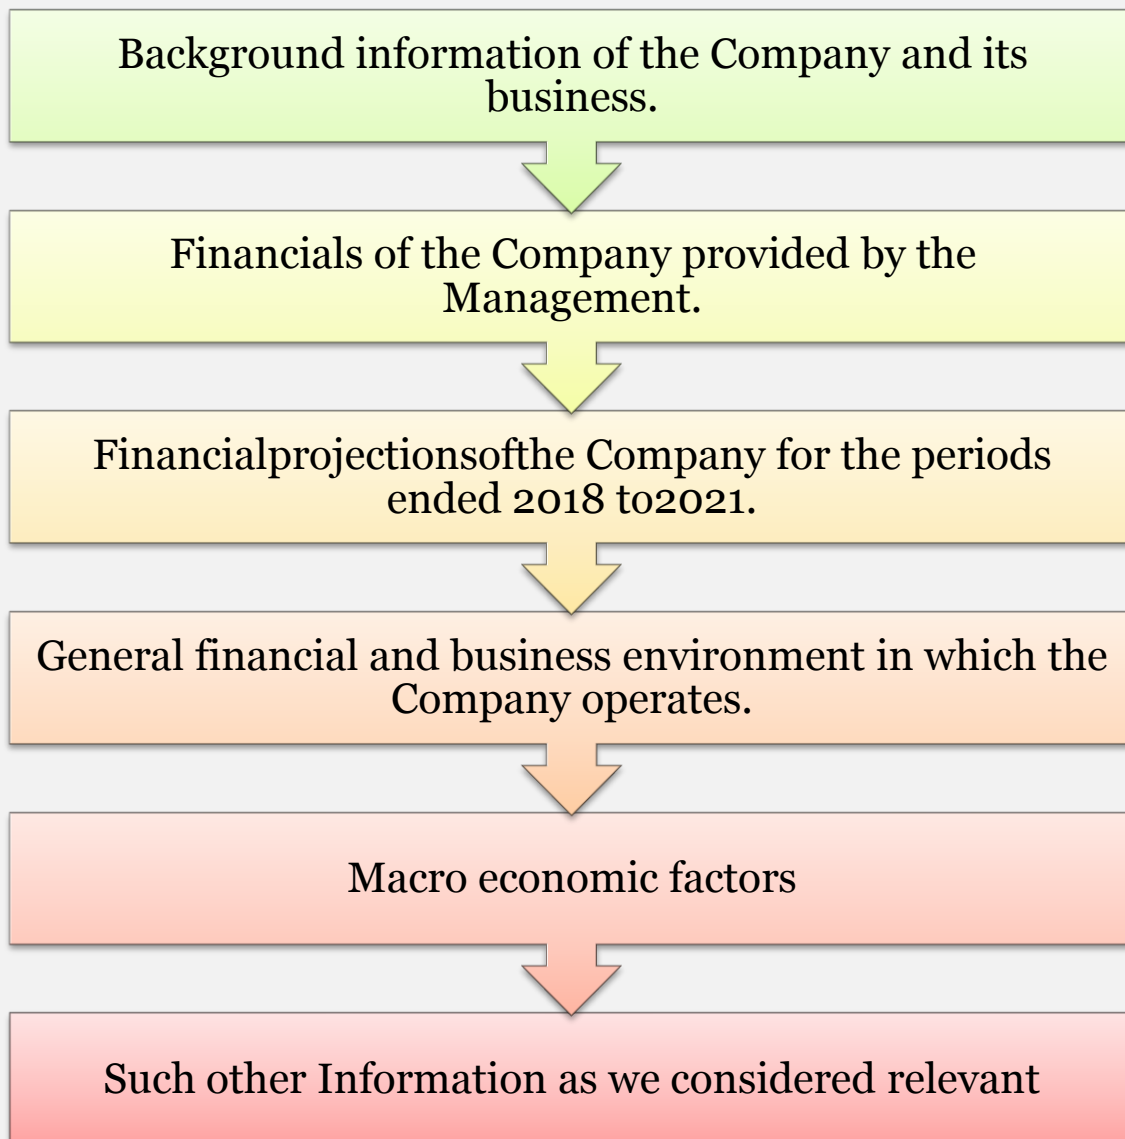 Background information of the Company and its
business.
Financials of the Company provided by the
Management.
Financialprojectionsofthe Company for the periods
ended 2018 to2021.
General financial and business environment in which the
Company operates.
Macro economic factors
Such other Information as we considered relevant